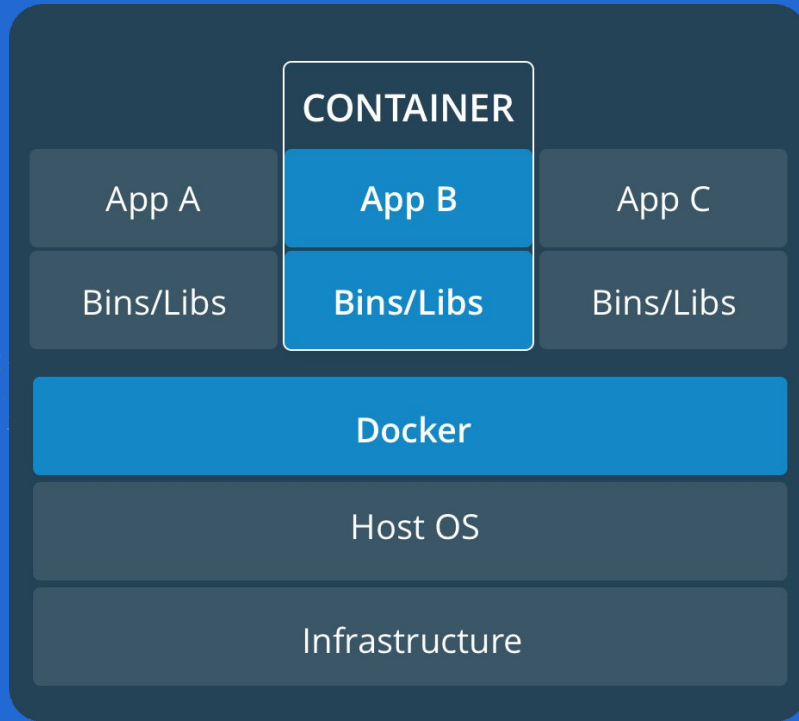 CONTAINER
App A
App B
App C
Bins/Libs
Bins/Libs
Bins/Libs
Docker
Host OS
Infrastructure